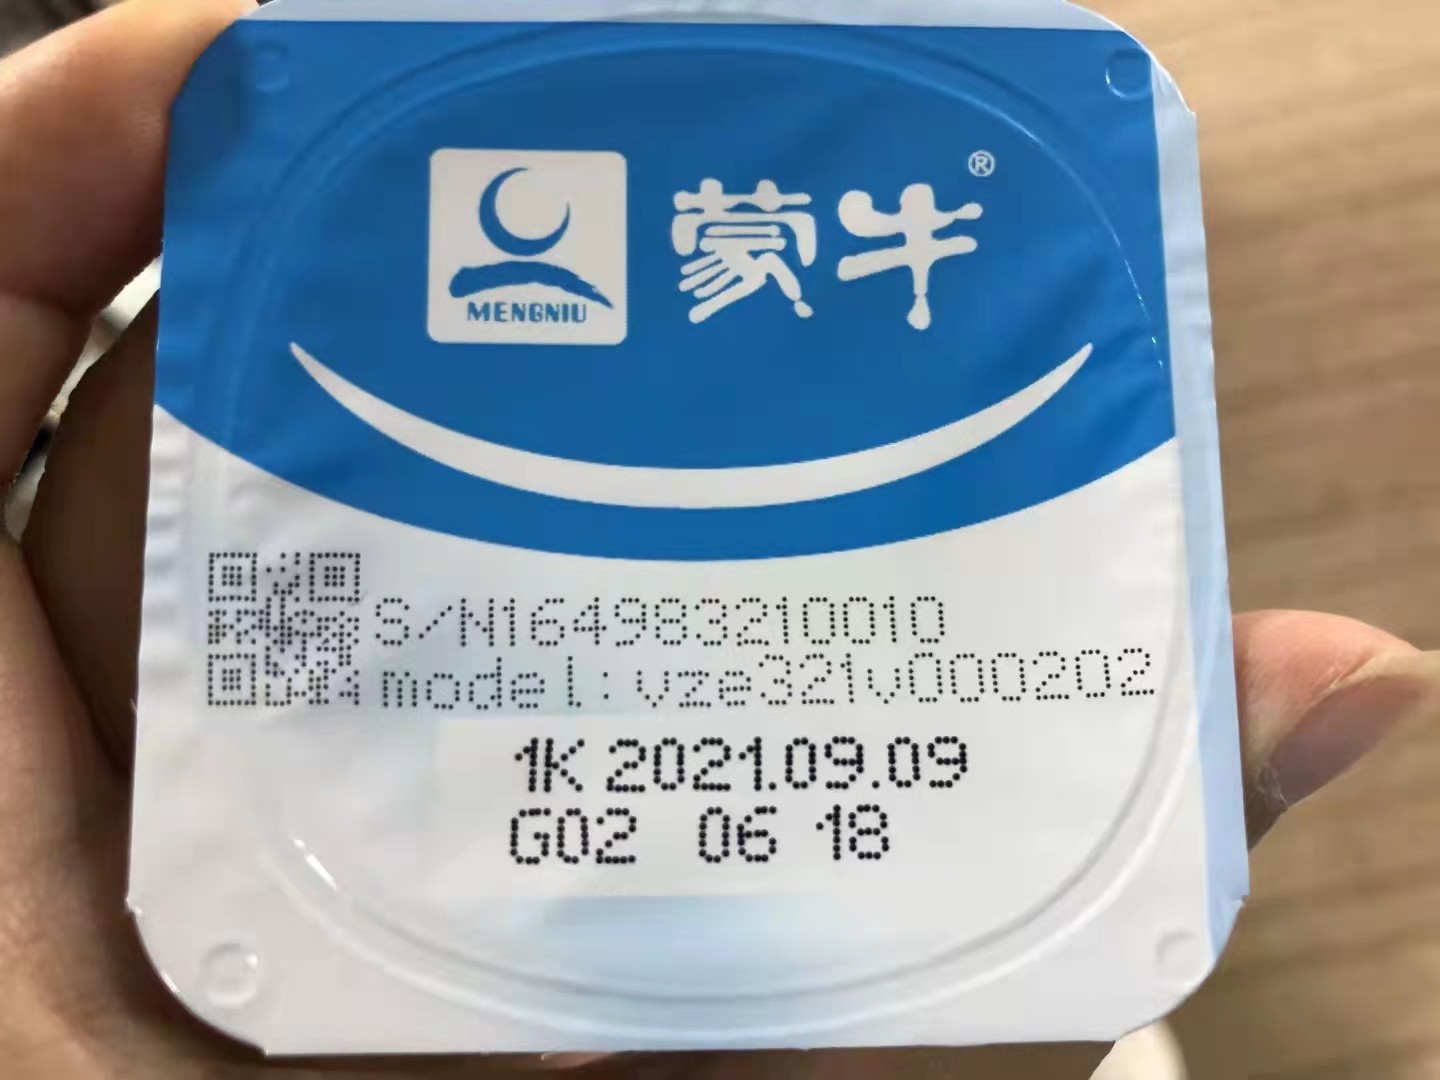 MENGNIU
蒙牛®
S/N164983210010
model:vze321v000202
1K 2021.09.09
G02 06 18